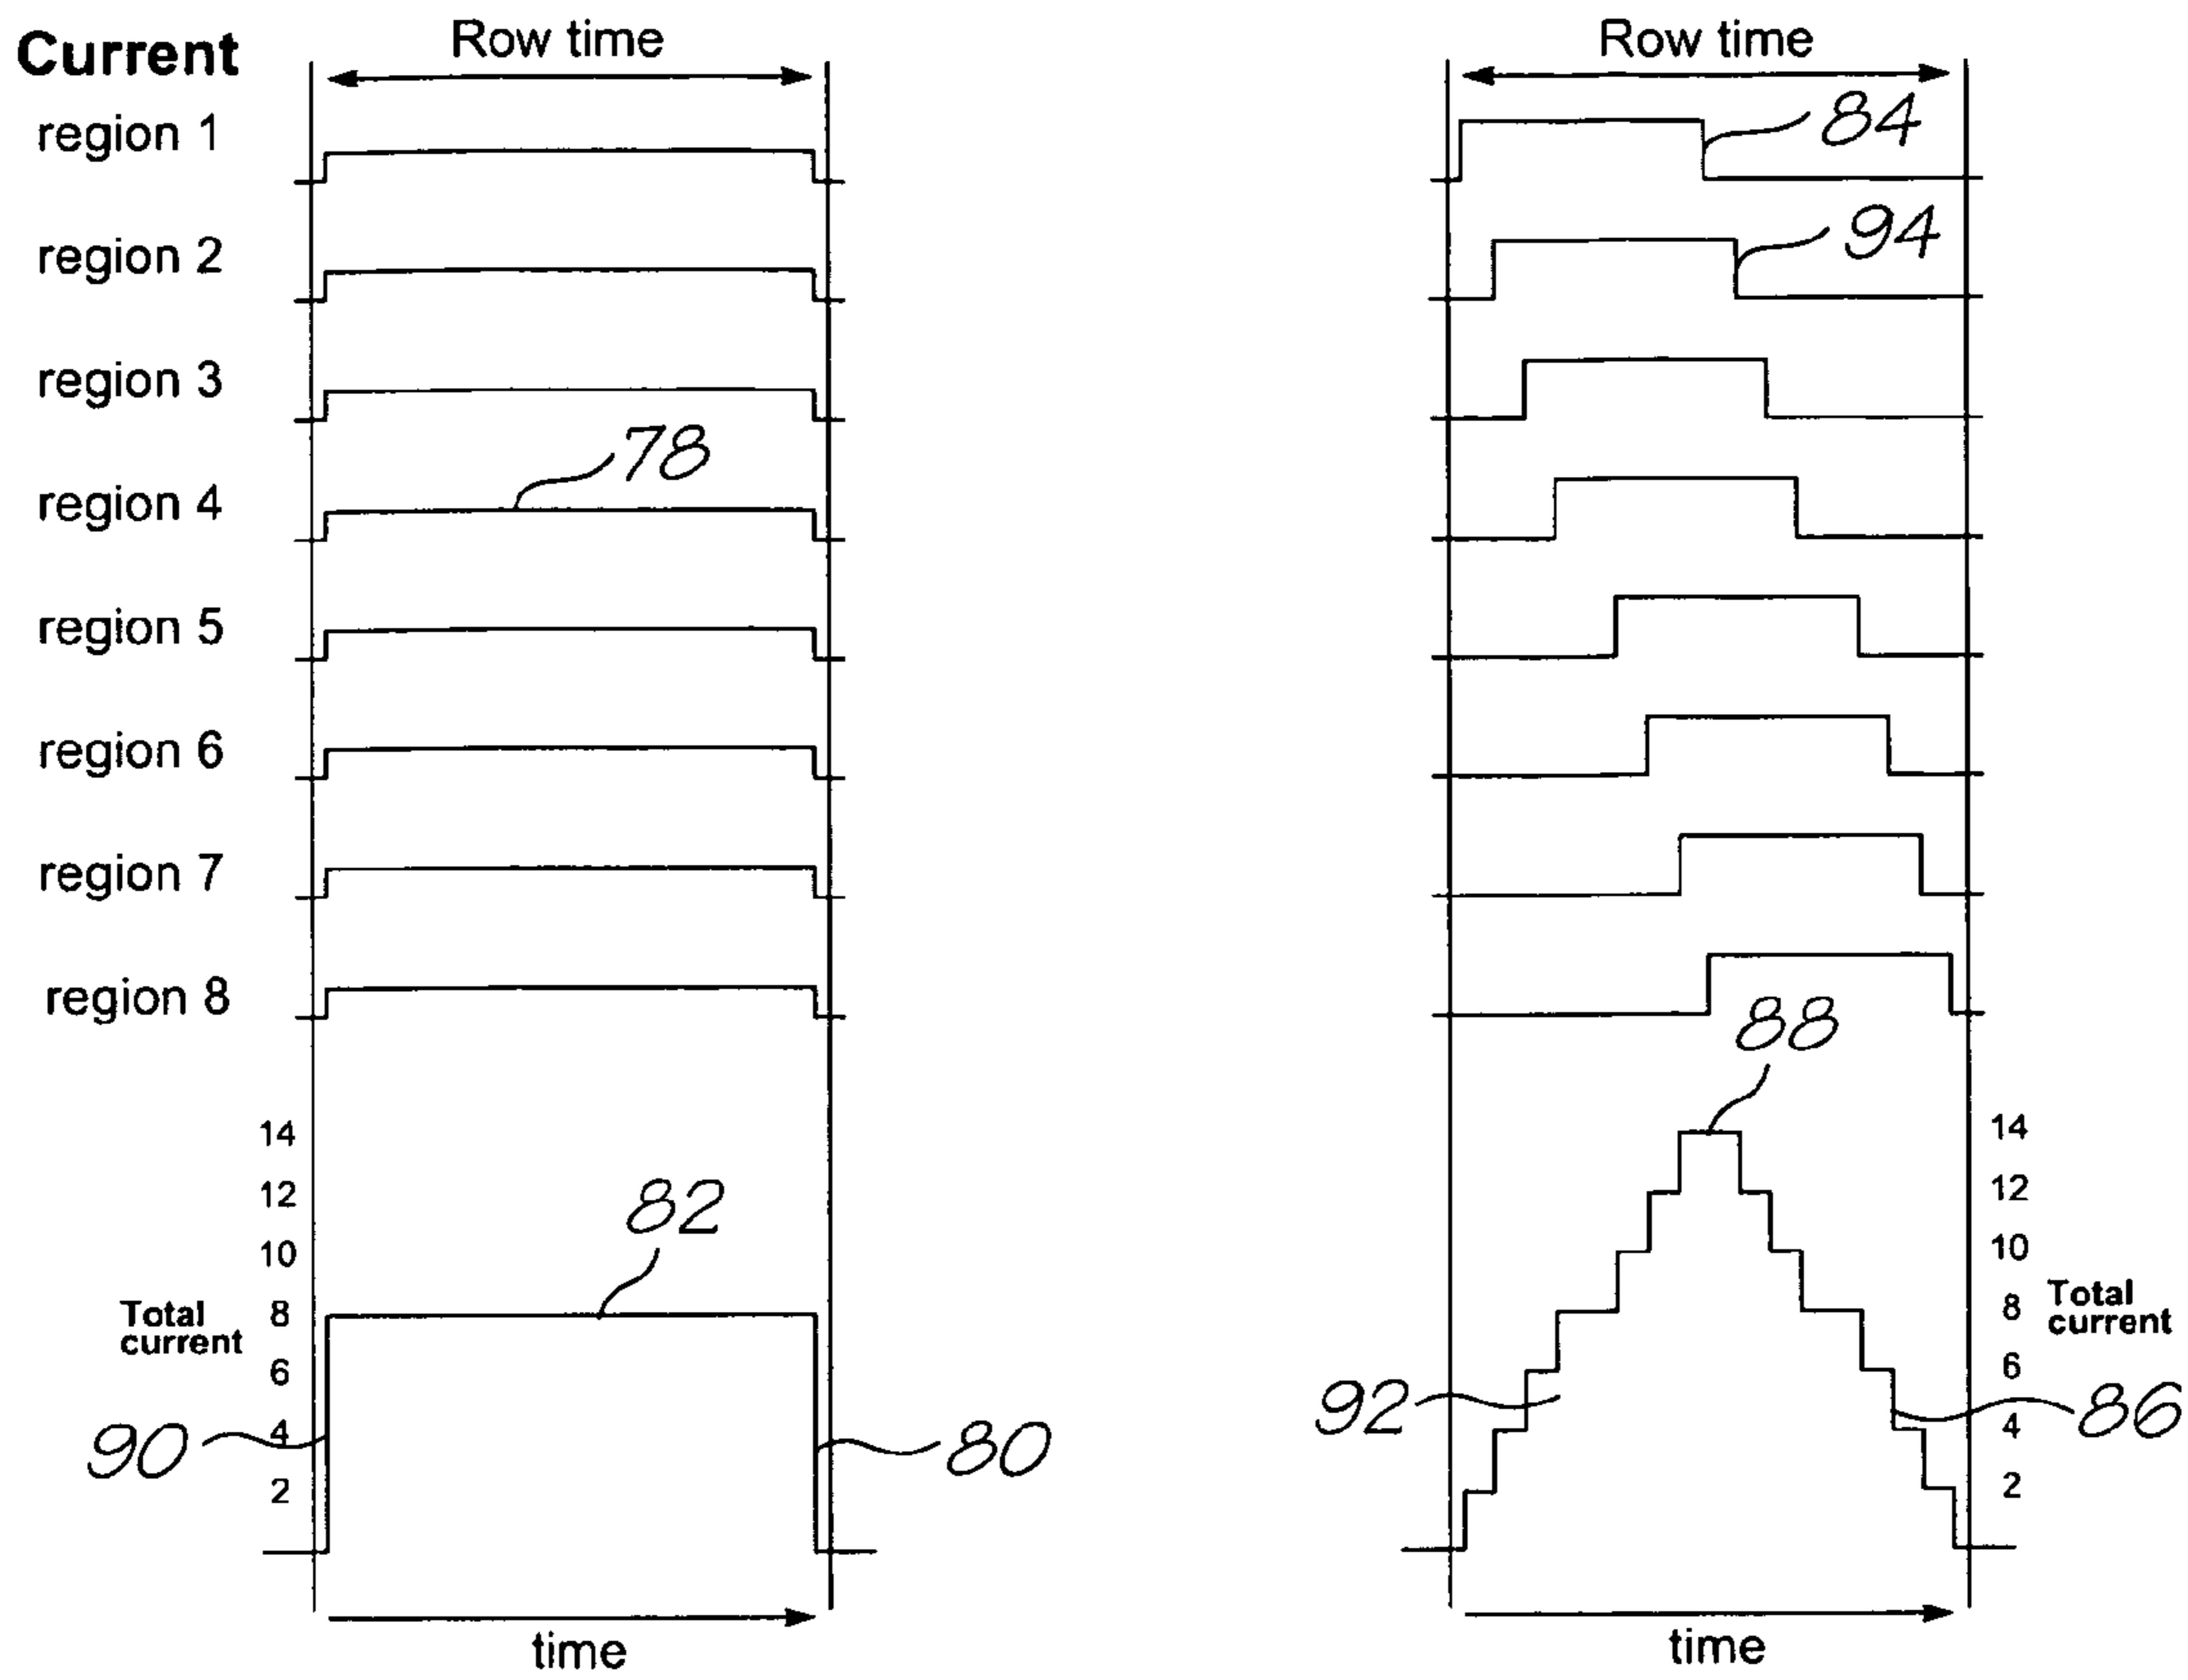 Current
Row time
Row time
region 1
84
region 2
94
region 3
78
region 4
region 5
region 6
region 7
region 8
88
14
14
82
12
12
10
10
Total
current
8
8
Total
current
6
6
92
86
90
4
80
4
2
2
time
time